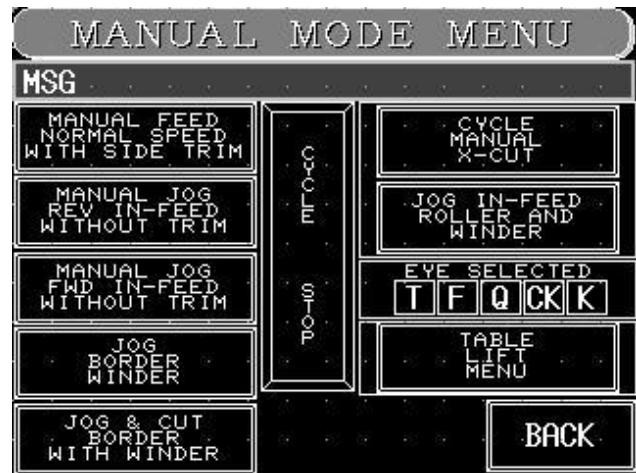 MANUAL MODE MENU
MSG
MANUAL FEED
NORMAL SPEED
WITH SIDE TRIM
MANUAL JOG
REV IN-FEED
WITHOUT TRIM
MANUAL JOG
FWD IN-FEED
WITHOUT TRIM
JOG
BORDER
WINDER
JOG & CUT
BORDER
WITH WINDER
CYCLE STOP
CYCLE
MANUAL
X-CUT
JOG IN-FEED
ROLLER AND
WINDER
EYE SELECTED
T F Q CK K
TABLE
LIFT
MENU
BACK